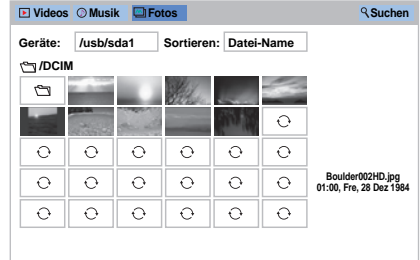 Videos Musik Fotos Suchen
Geräte: /usb/sda1 Sortieren: Datei-Name
/DCIM
Boulder002HD.jpg
01:00, Fre, 28 Dez 1984